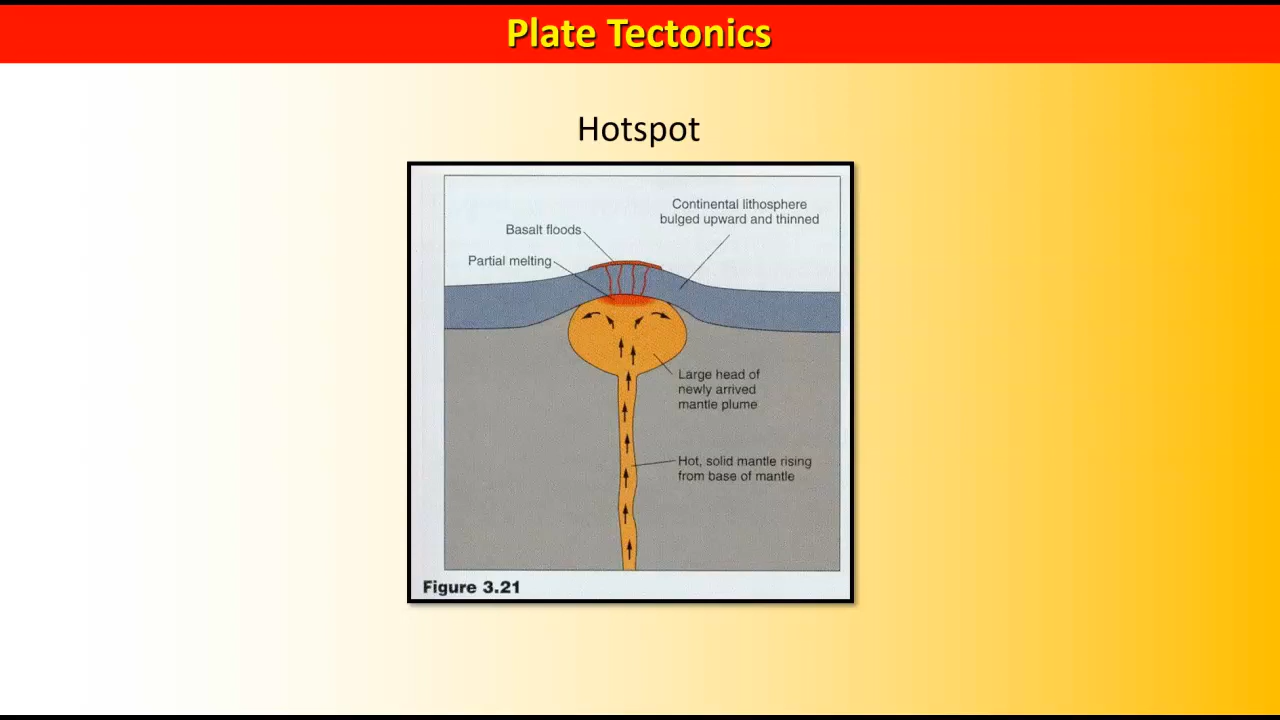 Plate Tectonics
Hotspot
Continental lithosphere
bulged upward and thinned
Basalt floods
Partial melting
Large head of
newly arrived
mantle plume
Hot, solid mantle rising
from base of mantle
Figure 3.21